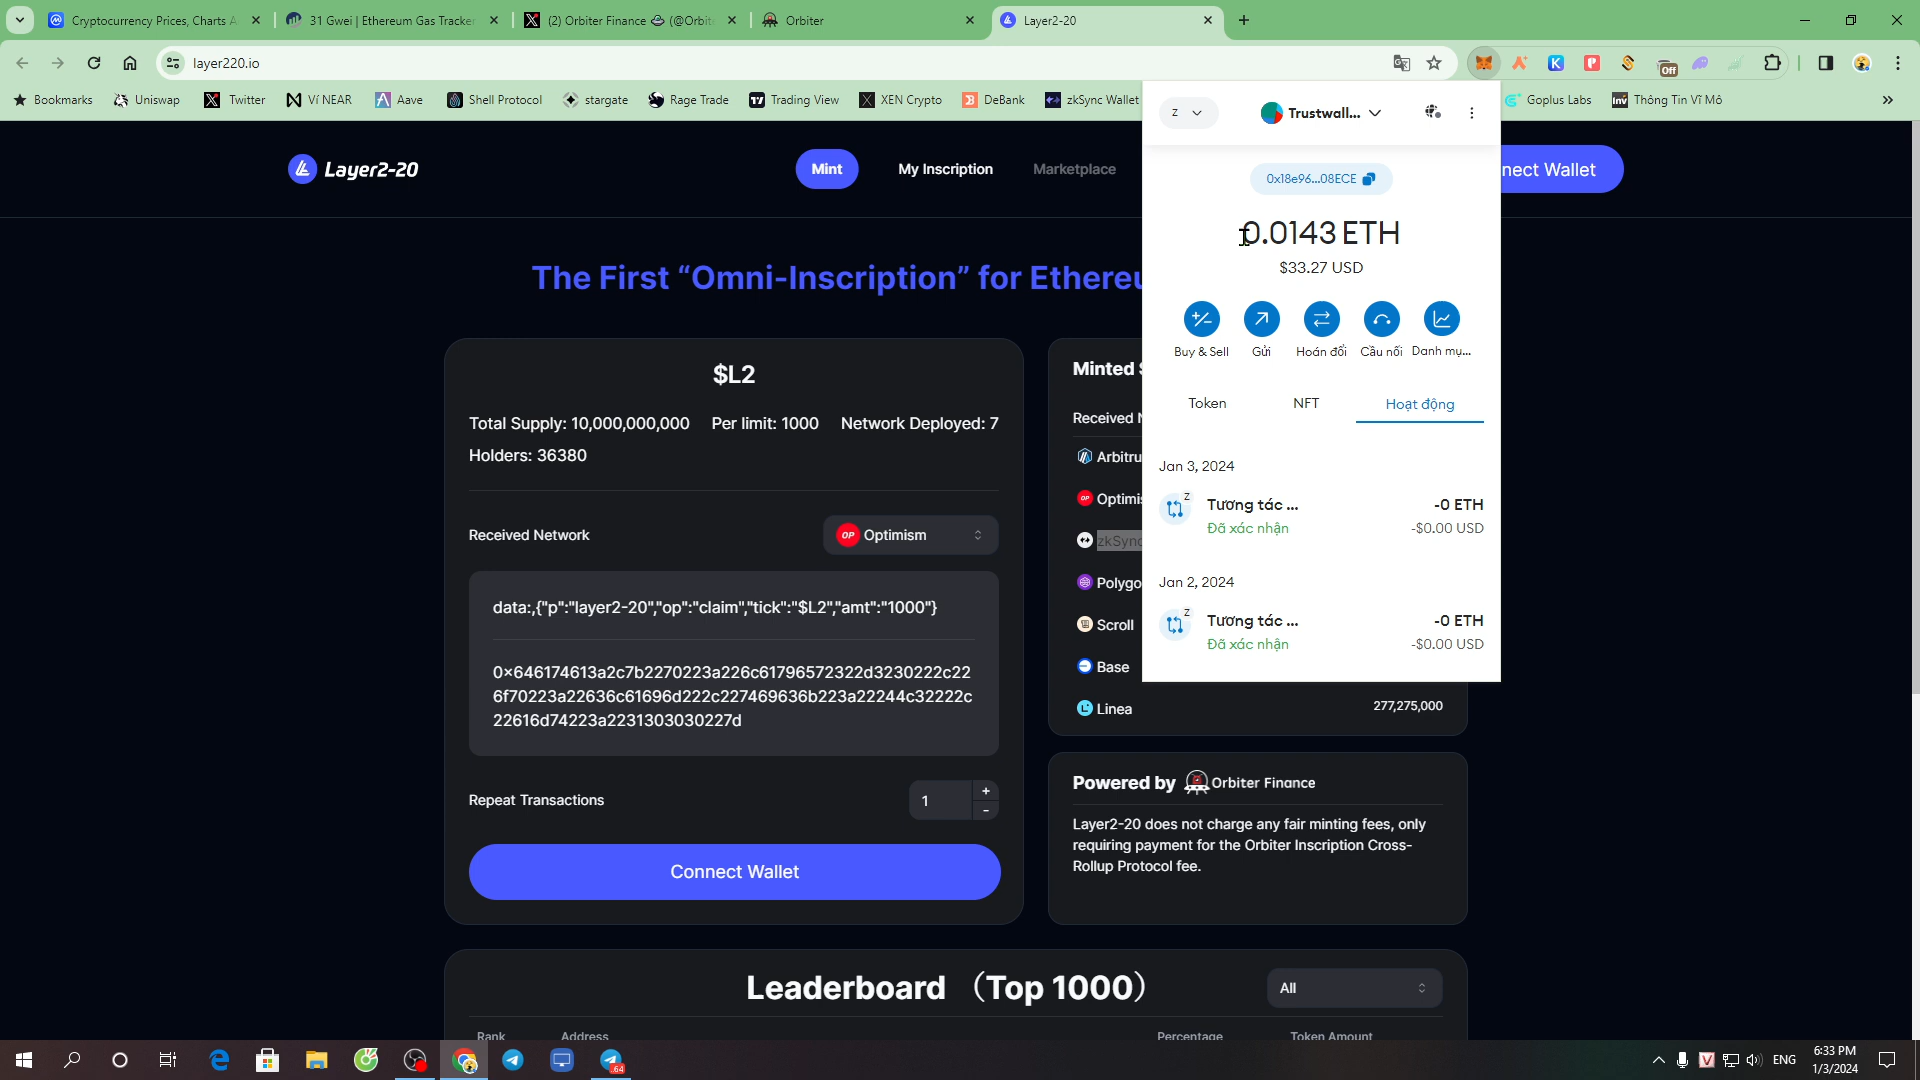 Cryptocurrency Prices, Charts A
31 Gwei | Ethereum Gas Tracker
(2) Orbiter Finance 🛸 (@Orbite
Orbiter
Layer2-20
layer220.io
Bookmarks
Uniswap
Twitter
Ví NEAR
Aave
Shell Protocol
stargate
Rage Trade
Trading View
XEN Crypto
DeBank
zkSync Wallet
Goplus Labs
Thông Tin Vĩ Mô
Off
Layer2-20
Mint
My Inscription
Marketplace
nect Wallet
Z
Trustwall...
0x18e96...08ECE
0.0143 ETH
$33.27 USD
Buy & Sell
Gửi
Hoán đổi
Cầu nối
Danh mụ...
Token
NFT
Hoạt động
Jan 3, 2024
Z
Tương tác ...
-0 ETH
Đã xác nhận
-$0.00 USD
Jan 2, 2024
Z
Tương tác ...
-0 ETH
Đã xác nhận
-$0.00 USD
The First “Omni-Inscription” for Ethereu
$L2
Total Supply: 10,000,000,000
Per limit: 1000
Network Deployed: 7
Holders: 36380
Received Network
OP Optimism
data:,{"p":"layer2-20","op":"claim","tick":"$L2","amt":"1000"}
0x646174613a2c7b2270223a226c61796572322d3230222c22
6f70223a22636c61696d222c227469636b223a22244c32222c
22616d74223a2231303030227d
Repeat Transactions
1
+
-
Connect Wallet
Minted S
Received N
Arbitru
OP Optimis
zkSync
Polygo
Scroll
Base
Linea
277,275,000
Powered by
Orbiter Finance
Layer2-20 does not charge any fair minting fees, only
requiring payment for the Orbiter Inscription Cross-
Rollup Protocol fee.
Leaderboard （Top 1000）
All
Rank
Address
Percentage
Token Amount
64
ENG
6:33 PM
1/3/2024